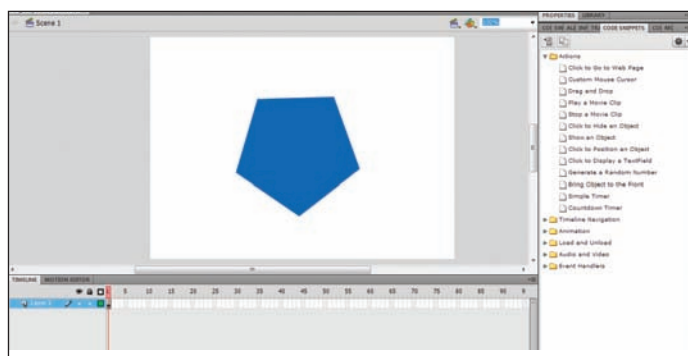 PROPERTIES LIBRARY
Scene 1
100%
CODE SNIPPETS
Actions
Click to Go to Web Page
Custom Mouse Cursor
Drag and Drop
Play a Movie Clip
Stop a Movie Clip
Click to Hide an Object
Show an Object
Click to Position an Object
Click to Display a TextField
Generate a Random Number
Bring Object to the Front
Simple Timer
Countdown Timer
Timeline Navigation
Animation
Load and Unload
Audio and Video
Event Handlers
TIMELINE MOTION EDITOR
5 10 15 20 25 30 35 40 45 50 55 60 65 70 75 80 85 90 9
Layer 1